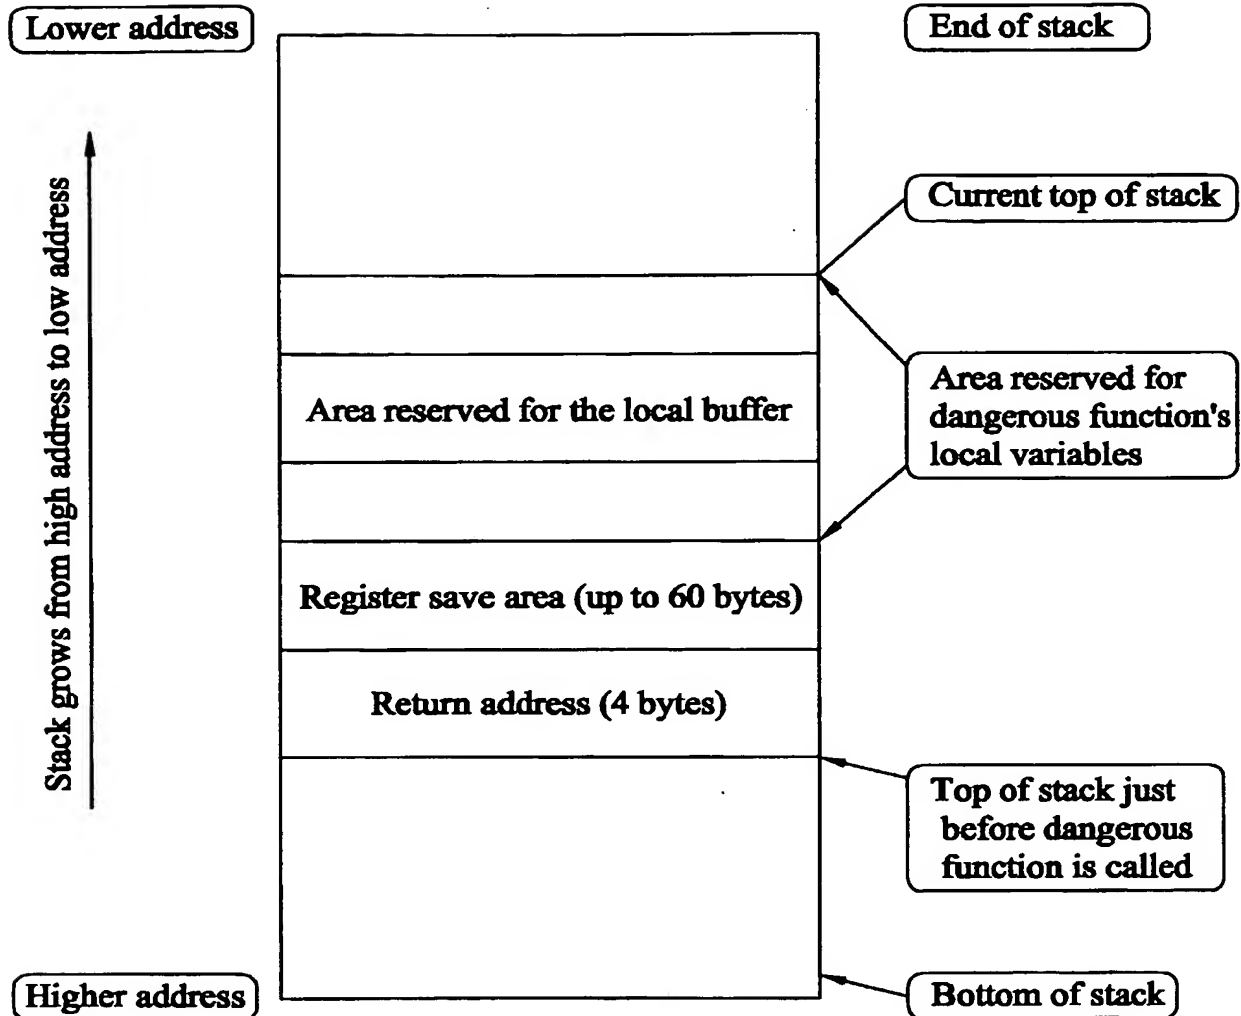 Lower address
End of stack
Stack grows from high address to low address
Current top of stack
Area reserved for the local buffer
Area reserved for
dangerous function's
local variables
Register save area (up to 60 bytes)
Return address (4 bytes)
Top of stack just
before dangerous
function is called
Higher address
Bottom of stack